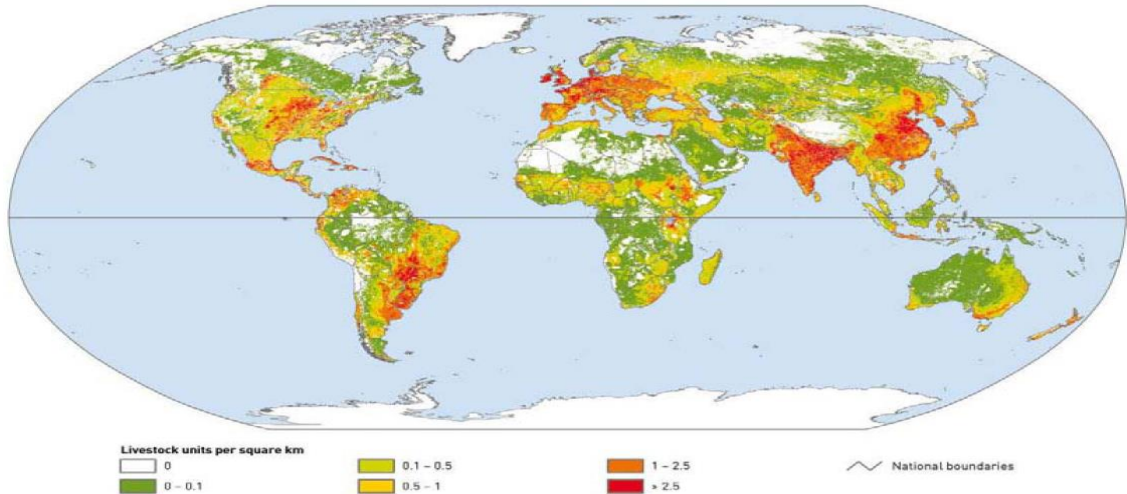 Livestock units per square km
0
0.1 – 0.5
1 – 2.5
National boundaries
0 – 0.1
0.5 – 1
> 2.5